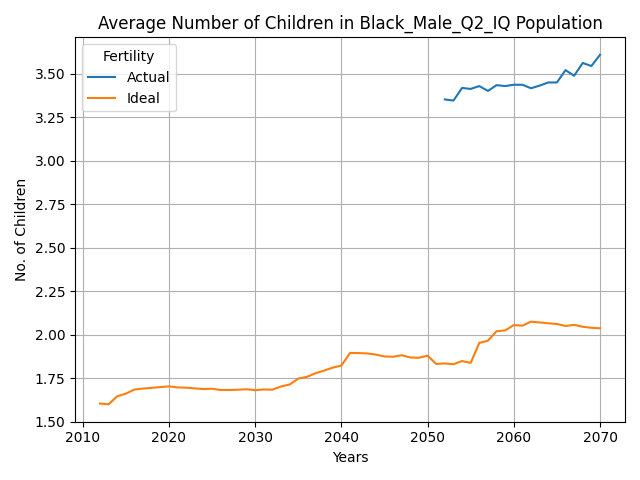 Average Number of Children in Black_Male_Q2_IQ Population
Fertility
Actual
Ideal
3.50
3.25
3.00
2.75
2.50
2.25
2.00
1.75
1.50
No. of Children
2010
2020
2030
2040
2050
2060
2070
Years